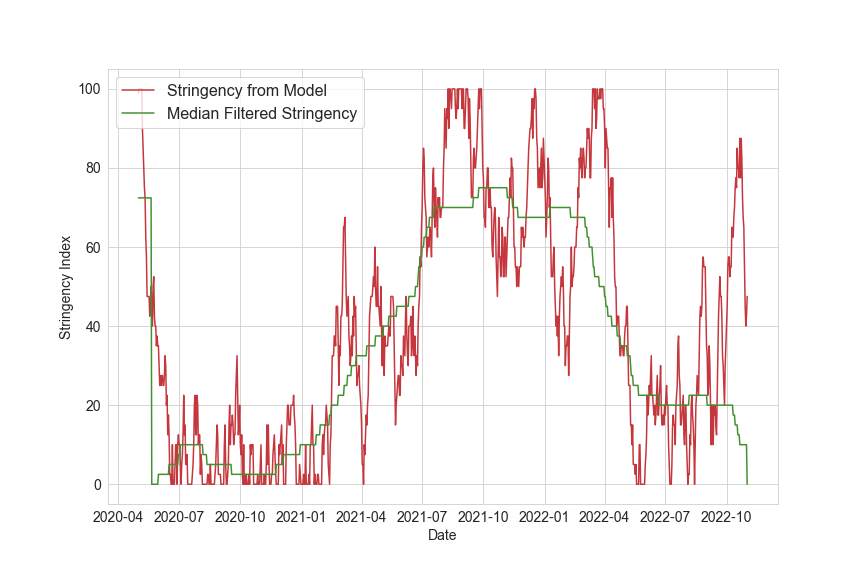 Stringency from Model
Median Filtered Stringency
100
80
60
40
20
0
Stringency Index
2020-04 2020-07 2020-10 2021-01 2021-04 2021-07 2021-10 2022-01 2022-04 2022-07 2022-10
Date